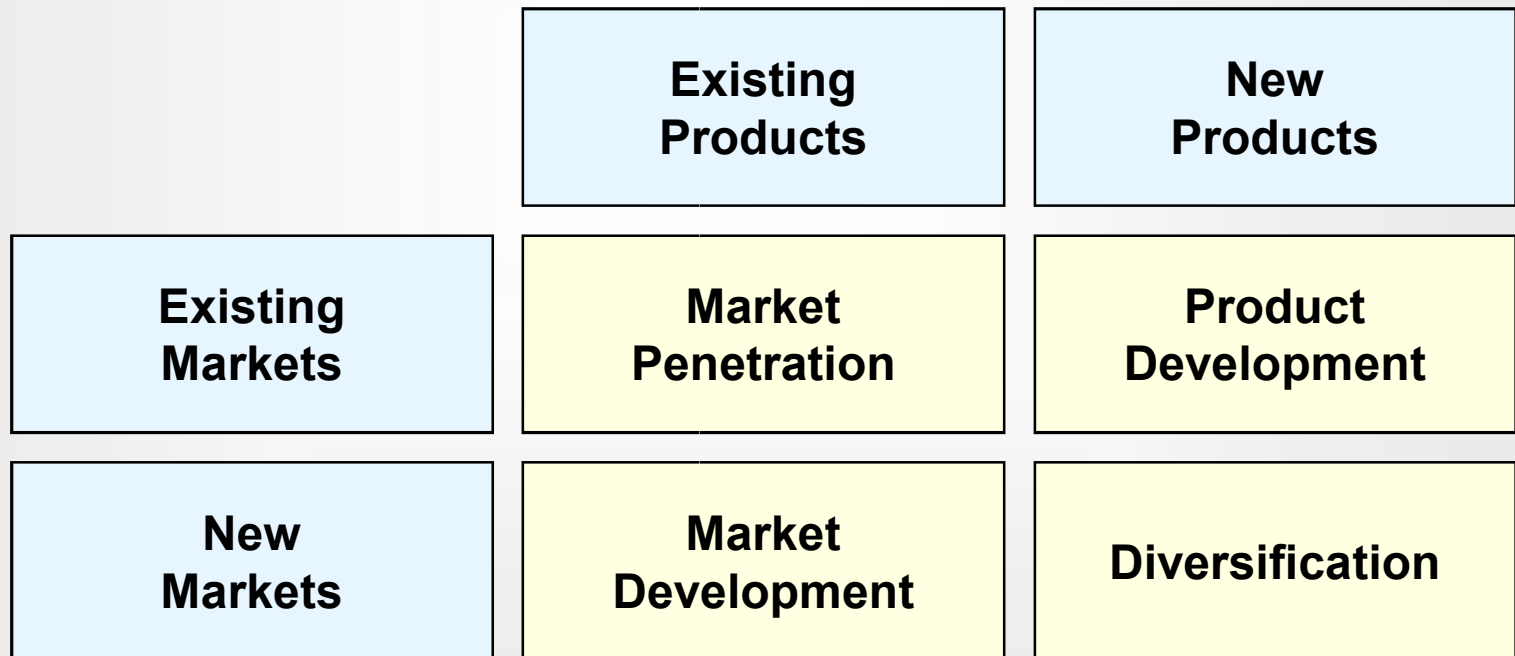 Existing
Products
New
Products
Existing
Markets
Market
Penetration
Product
Development
New
Markets
Market
Development
Diversification